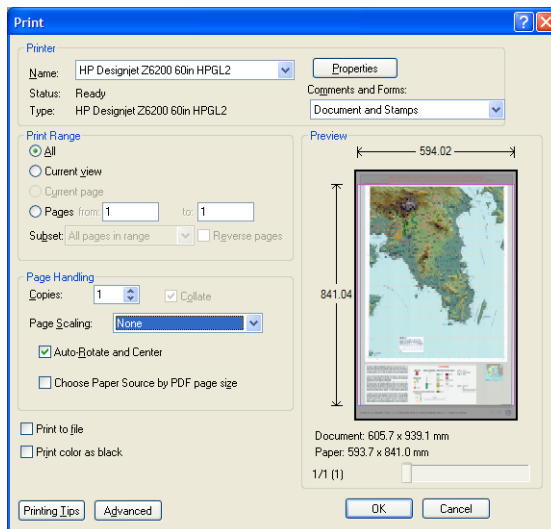 Print
Printer
Name: HP Designjet Z6200 60in HPGL2
Properties
Status: Ready
Type: HP Designjet Z6200 60in HPGL2
Comments and Forms:
Document and Stamps
Print Range
All
Current view
Current page
Pages from: 1 to: 1
Subset: All pages in range Reverse pages
Page Handling
Copies: 1 Collate
Page Scaling: None
Auto-Rotate and Center
Choose Paper Source by PDF page size
Print to file
Print color as black
Preview
594.02
841.04
Document: 605.7 x 939.1 mm
Paper: 593.7 x 841.0 mm
1/1 (1)
Printing Tips Advanced OK Cancel